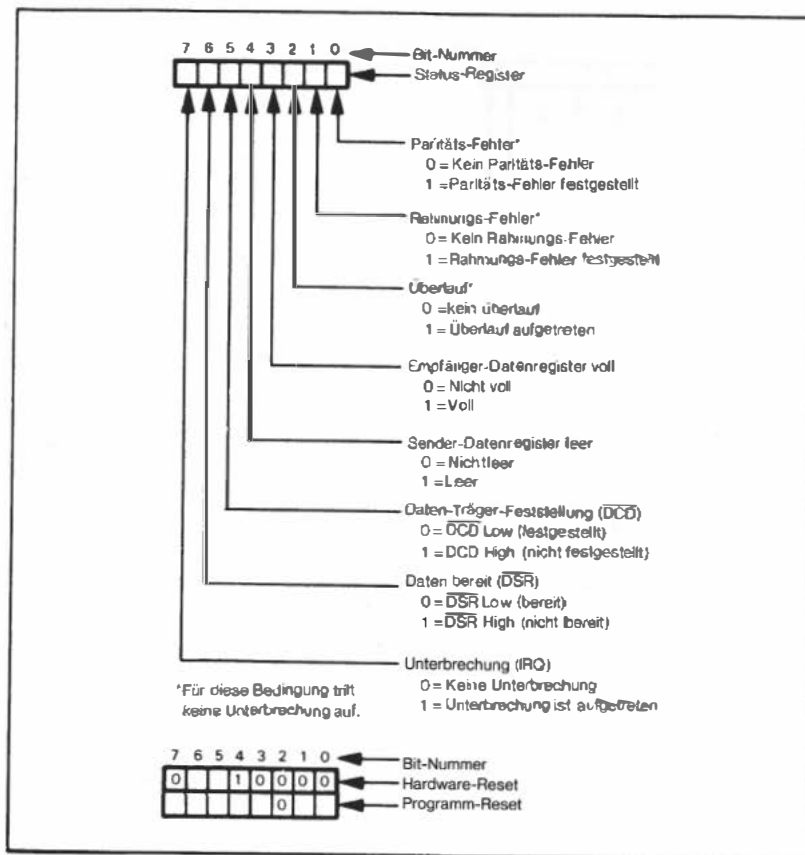 7 6 5 4 3 2 1 0
Bit-Nummer
Status-Register
Paritäts-Fehler*
0 = Kein Paritäts-Fehler
1 = Paritäts-Fehler festgestellt
Rahmungs-Fehler*
0 = Kein Rahmungs-Fehler
1 = Rahmungs-Fehler festgestellt
Überlauf*
0 = kein überlauf
1 = Überlauf aufgetreten
Empfänger-Datenregister voll
0 = Nicht voll
1 = Voll
Sender-Datenregister leer
0 = Nicht leer
1 = Leer
Daten-Träger-Feststellung (D̅C̅D̅)
0 = D̅C̅D̅ Low (festgestellt)
1 = DCD High (nicht festgestellt)
Daten bereit (D̅S̅R̅)
0 = D̅S̅R̅ Low (bereit)
1 = D̅S̅R̅ High (nicht bereit)
Unterbrechung (IRQ)
0 = Keine Unterbrechung
1 = Unterbrechung ist aufgetreten
*Für diese Bedingung tritt
keine Unterbrechung auf.
7 6 5 4 3 2 1 0
Bit-Nummer
0 1 0 0 0 0 Hardware-Reset
0 Programm-Reset